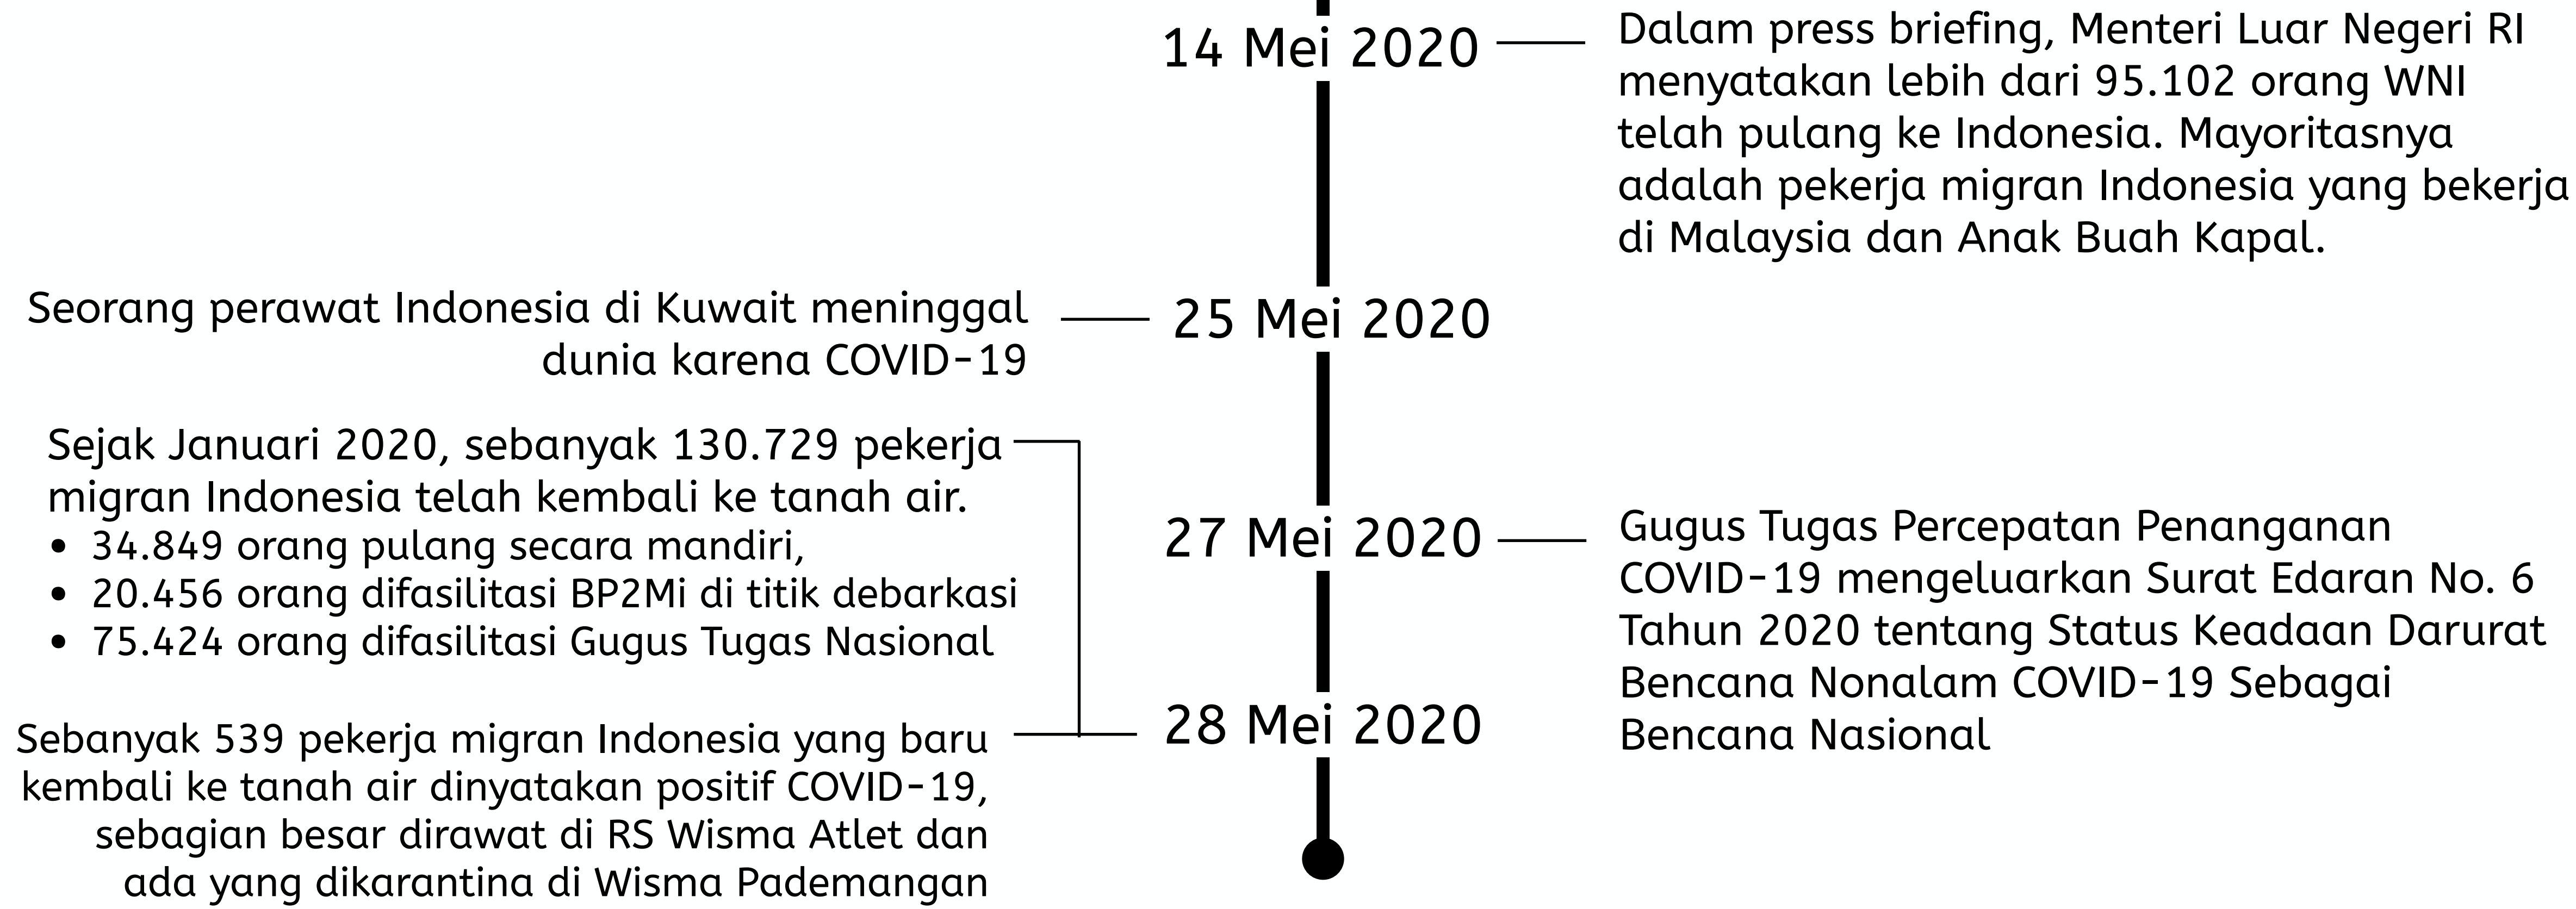 14 Mei 2020
Dalam press briefing, Menteri Luar Negeri RI
menyatakan lebih dari 95.102 orang WNI
telah pulang ke Indonesia. Mayoritasnya
adalah pekerja migran Indonesia yang bekerja
di Malaysia dan Anak Buah Kapal.
25 Mei 2020
Seorang perawat Indonesia di Kuwait meninggal
dunia karena COVID-19
27 Mei 2020
Gugus Tugas Percepatan Penanganan
COVID-19 mengeluarkan Surat Edaran No. 6
Tahun 2020 tentang Status Keadaan Darurat
Bencana Nonalam COVID-19 Sebagai
Bencana Nasional
28 Mei 2020
Sejak Januari 2020, sebanyak 130.729 pekerja
migran Indonesia telah kembali ke tanah air.
• 34.849 orang pulang secara mandiri,
• 20.456 orang difasilitasi BP2Mi di titik debarkasi
• 75.424 orang difasilitasi Gugus Tugas Nasional
Sebanyak 539 pekerja migran Indonesia yang baru
kembali ke tanah air dinyatakan positif COVID-19,
sebagian besar dirawat di RS Wisma Atlet dan
ada yang dikarantina di Wisma Pademangan